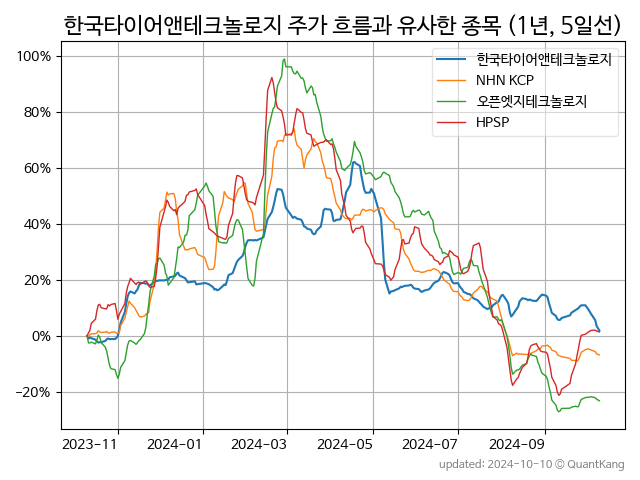 한국타이어앤테크놀로지 주가 흐름과 유사한 종목 (1년, 5일선)
한국타이어앤테크놀로지
NHN KCP
오픈엣지테크놀로지
HPSP
100%
80%
60%
40%
20%
0%
−20%
2023-11 2024-01 2024-03 2024-05 2024-07 2024-09
updated: 2024-10-10 © QuantKang